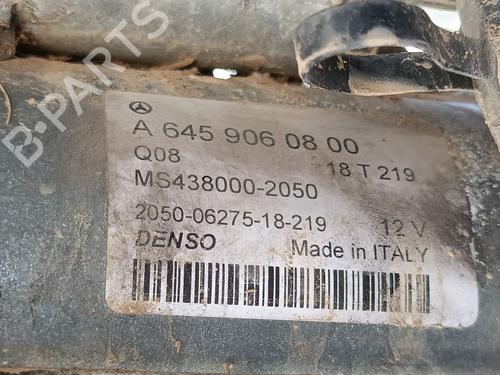 B-PARTS
A 645 906 08 00
Q08 18 T 219
MS438000-2050
2050-06275-18-219 12 V
DENSO Made in ITALY